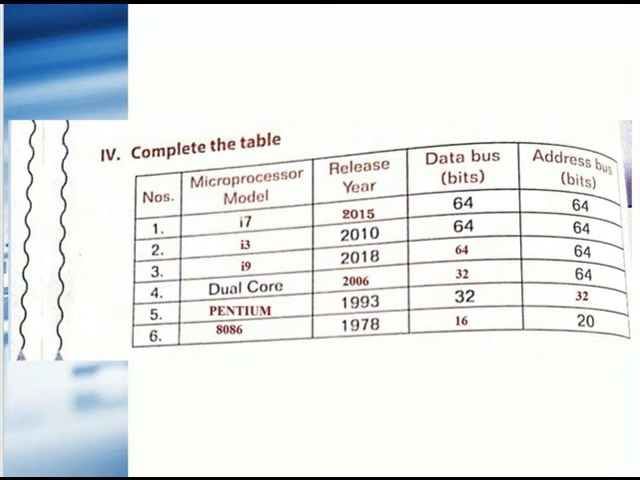 IV. Complete the table
Nos. Microprocessor Model Release Year Data bus (bits) Address bus (bits)
1. i7 2015 64 64
2. i3 2010 64 64
3. i9 2018 64 64
4. Dual Core 2006 32 64
5. PENTIUM 1993 32 32
6. 8086 1978 16 20